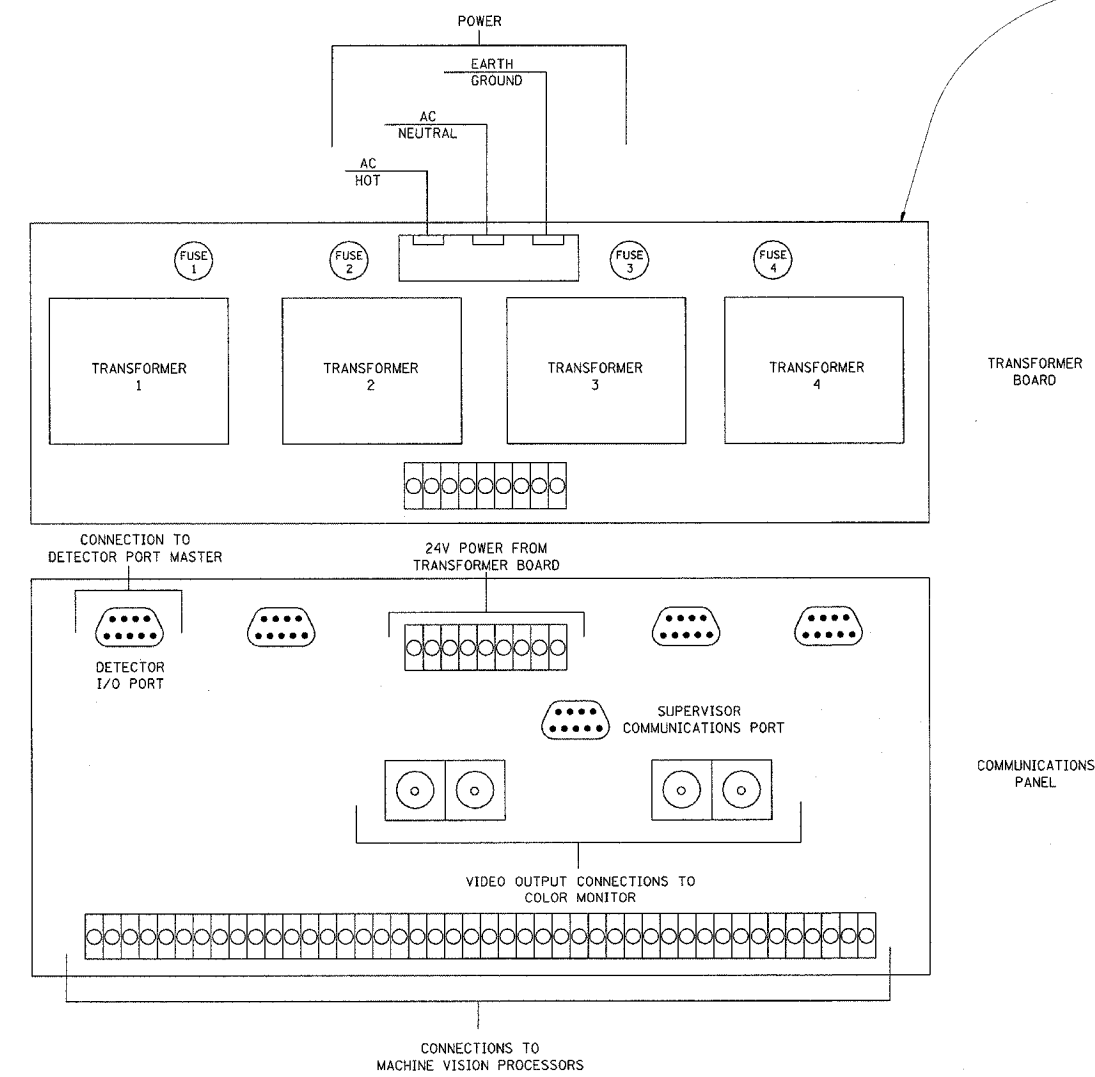 POWER
EARTH
GROUND
AC
NEUTRAL
AC
HOT
FUSE
1
FUSE
2
FUSE
3
FUSE
4
TRANSFORMER
1
TRANSFORMER
2
TRANSFORMER
3
TRANSFORMER
4
TRANSFORMER
BOARD
CONNECTION TO
DETECTOR PORT MASTER
24V POWER FROM
TRANSFORMER BOARD
DETECTOR
I/O PORT
SUPERVISOR
COMMUNICATIONS PORT
COMMUNICATIONS
PANEL
VIDEO OUTPUT CONNECTIONS TO
COLOR MONITOR
CONNECTIONS TO
MACHINE VISION PROCESSORS